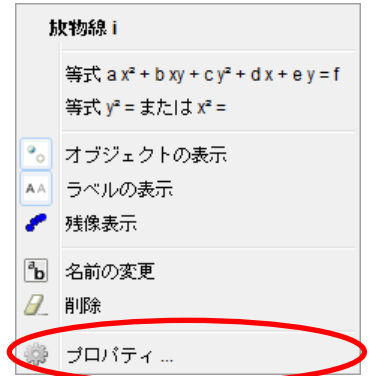 放物線 i
等式 a x² + b xy + c y² + d x + e y = f
等式 y² = または x² =
オブジェクトの表示
AA ラベルの表示
残像表示
ab 名前の変更
削除
プロパティ ...